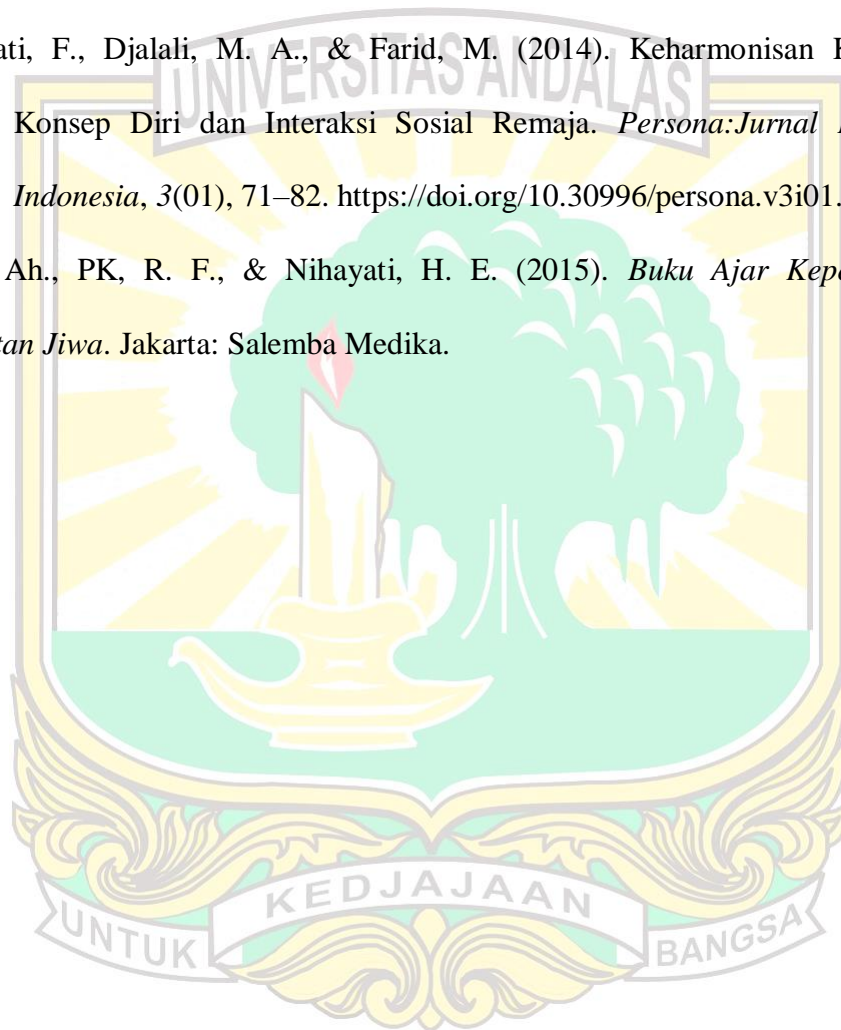 ati, F., Djalali, M. A., & Farid, M. (2014). Keharmonisan
UNIVERSITAS ANDALAS
Konsep Diri dan Interaksi Sosial Remaja. Persona:Jurnal
Indonesia, 3(01), 71–82. https://doi.org/10.30996/persona.v3i01.
Ah., PK, R. F., & Nihayati, H. E. (2015). Buku Ajar Kep
tan Jiwa. Jakarta: Salemba Medika.
KEDJAJAAN
UNTUK BANGSA